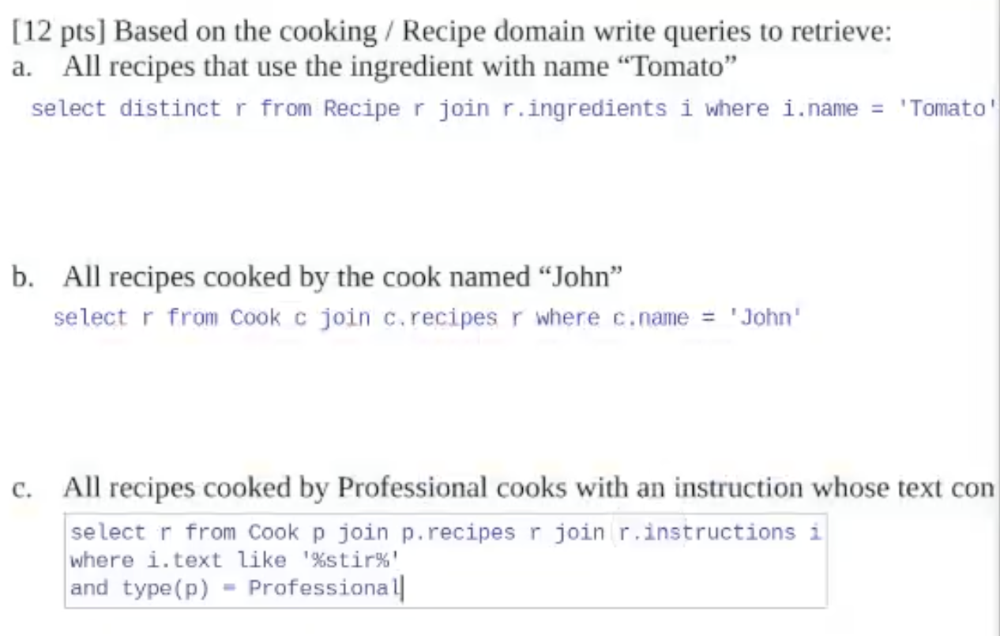 [12 pts] Based on the cooking / Recipe domain write queries to retrieve:
a. All recipes that use the ingredient with name “Tomato”
select distinct r from Recipe r join r.ingredients i where i.name = 'Tomato'
b. All recipes cooked by the cook named “John”
select r from Cook c join c.recipes r where c.name = 'John'
c. All recipes cooked by Professional cooks with an instruction whose text con
select r from Cook p join p.recipes r join r.instructions i
where i.text like '%stir%'
and type(p) = Professional